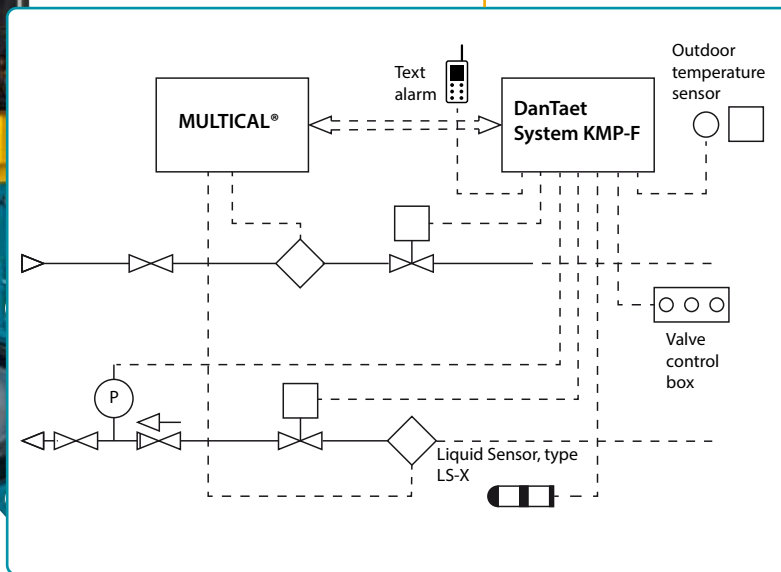 Text
alarm
Outdoor
temperature
sensor
MULTICAL®
DanTaet
System KMP-F
Valve
control
box
P
Liquid Sensor, type
LS-X